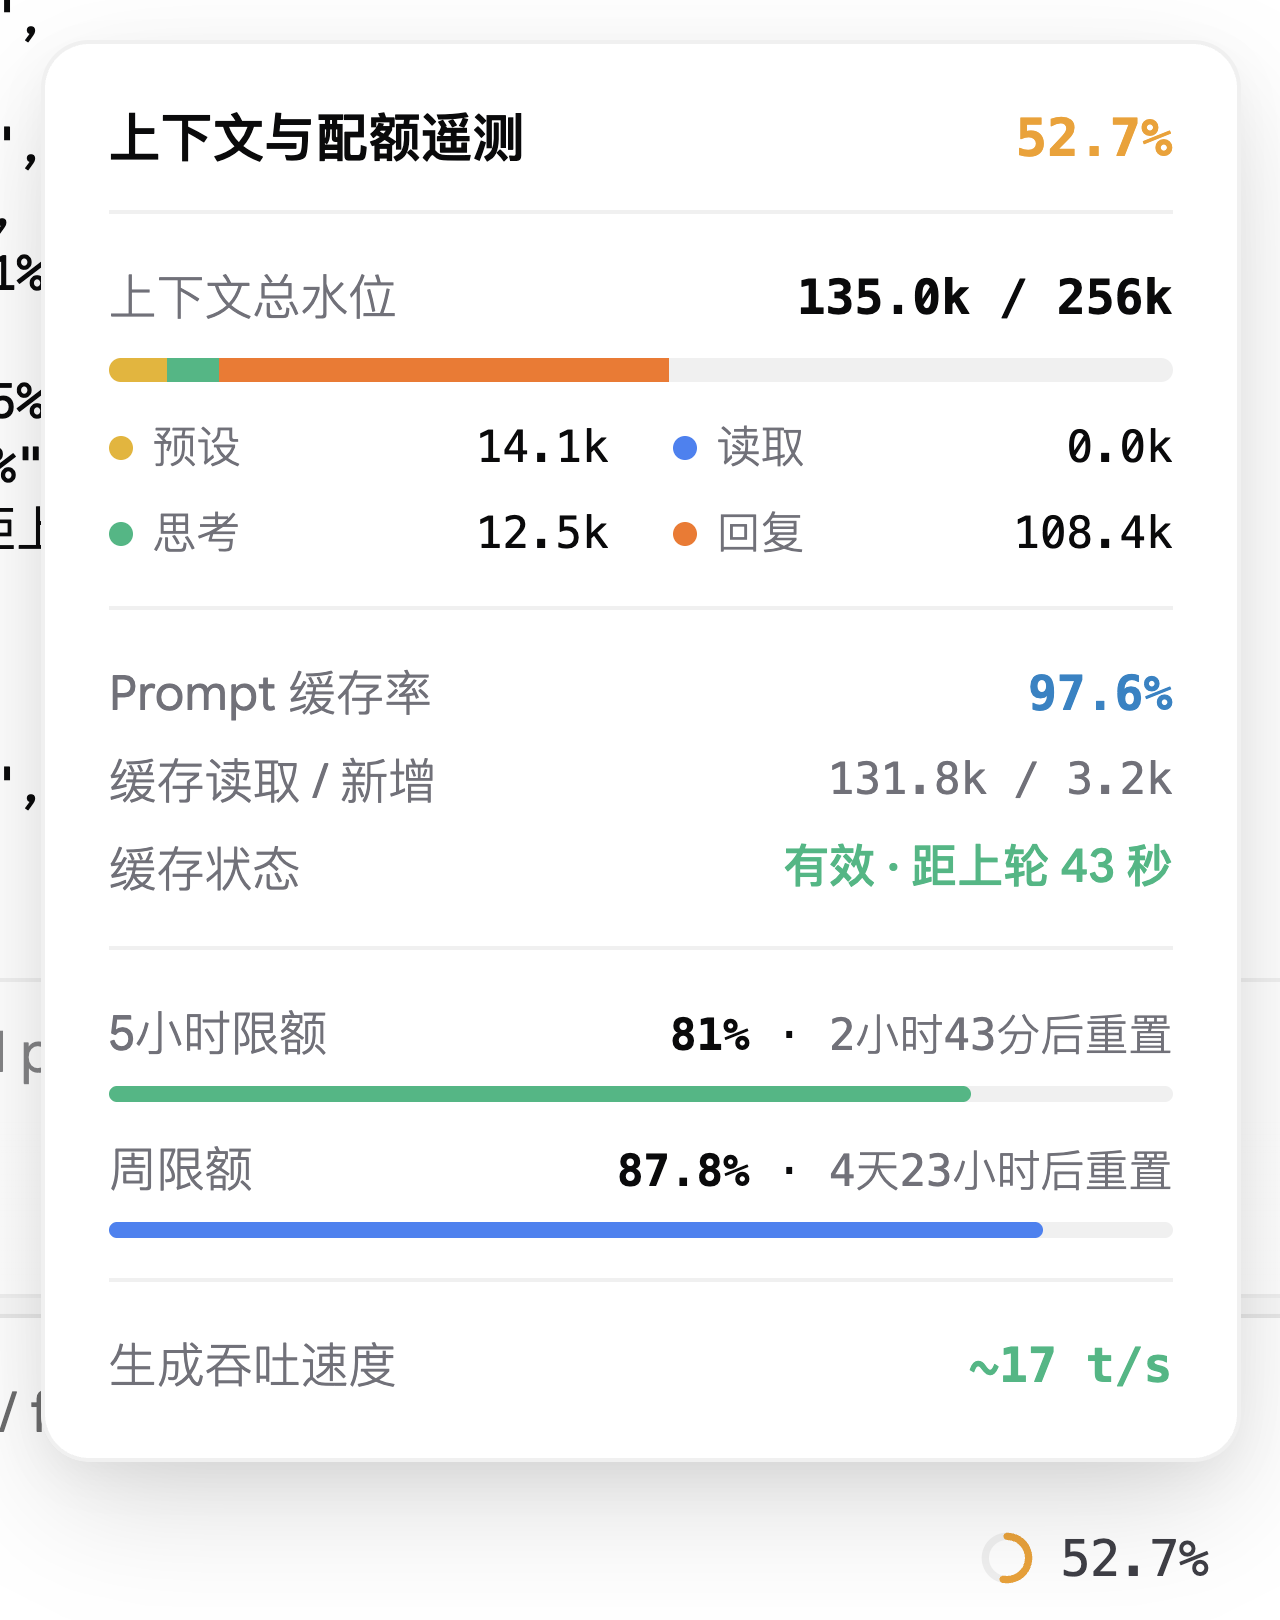 上下文与配额遥测 52.7%
上下文总水位 135.0k / 256k
预设 14.1k 读取 0.0k
思考 12.5k 回复 108.4k
Prompt 缓存率 97.6%
缓存读取 / 新增 131.8k / 3.2k
缓存状态 有效 · 距上轮 43 秒
5小时限额 81% · 2小时43分后重置
周限额 87.8% · 4天23小时后重置
生成吞吐速度 ~17 t/s
52.7%